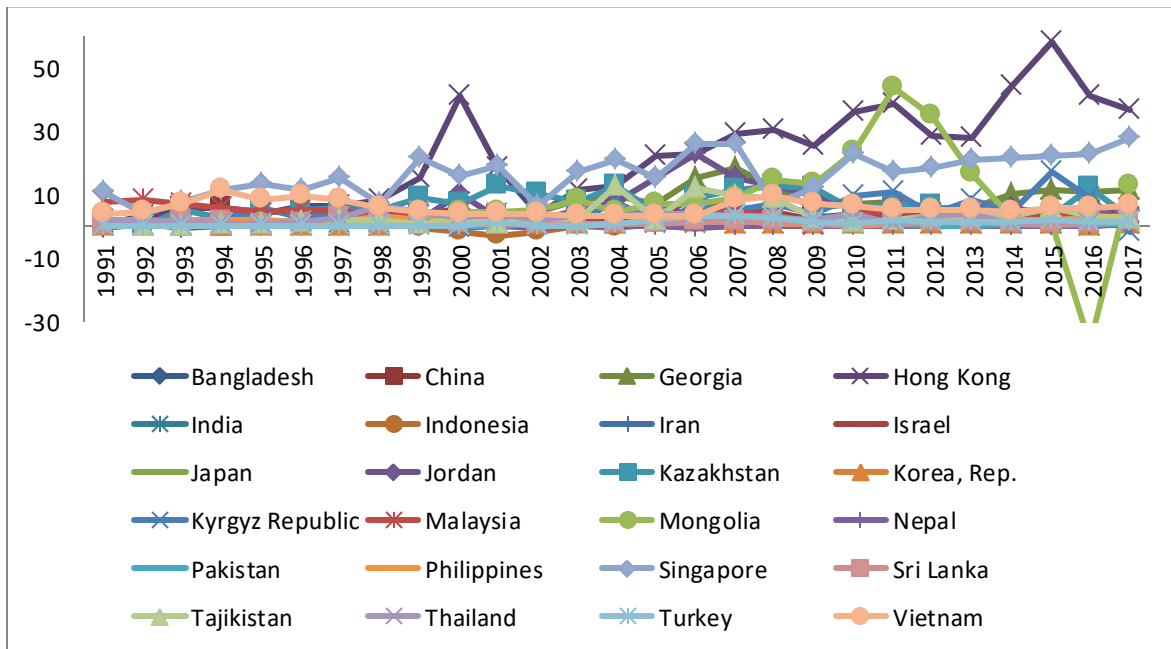 50
30
10
-10
-30
1991 1992 1993 1994 1995 1996 1997 1998 1999 2000 2001 2002 2003 2004 2005 2006 2007 2008 2009 2010 2011 2012 2013 2014 2015 2016 2017
Bangladesh China Georgia Hong Kong
India Indonesia Iran Israel
Japan Jordan Kazakhstan Korea, Rep.
Kyrgyz Republic Malaysia Mongolia Nepal
Pakistan Philippines Singapore Sri Lanka
Tajikistan Thailand Turkey Vietnam